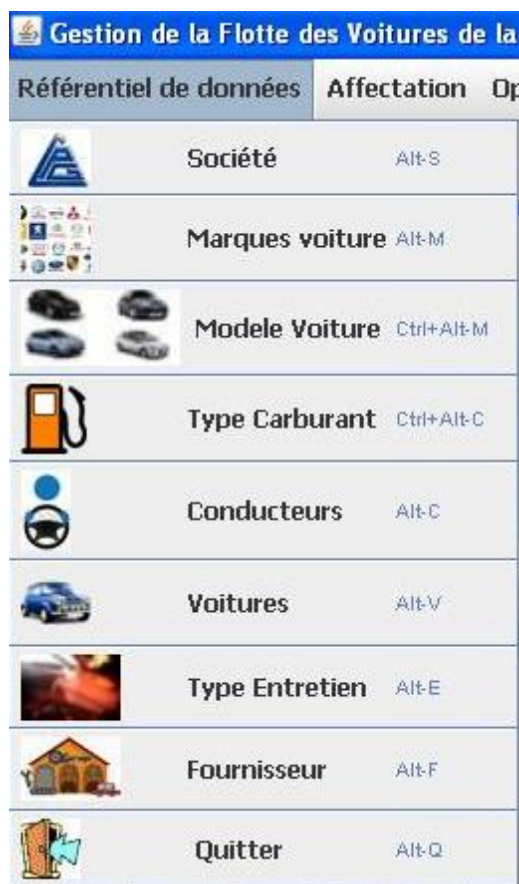 Gestion de la Flotte des Voitures de la
Référentiel de données Affectation Op
Société Alt-S
Marques voiture Alt-M
Modele Voiture Ctrl+Alt-M
Type Carburant Ctrl+Alt-C
Conducteurs Alt-C
Voitures Alt-V
Type Entretien Alt-E
Fournisseur Alt-F
Quitter Alt-Q